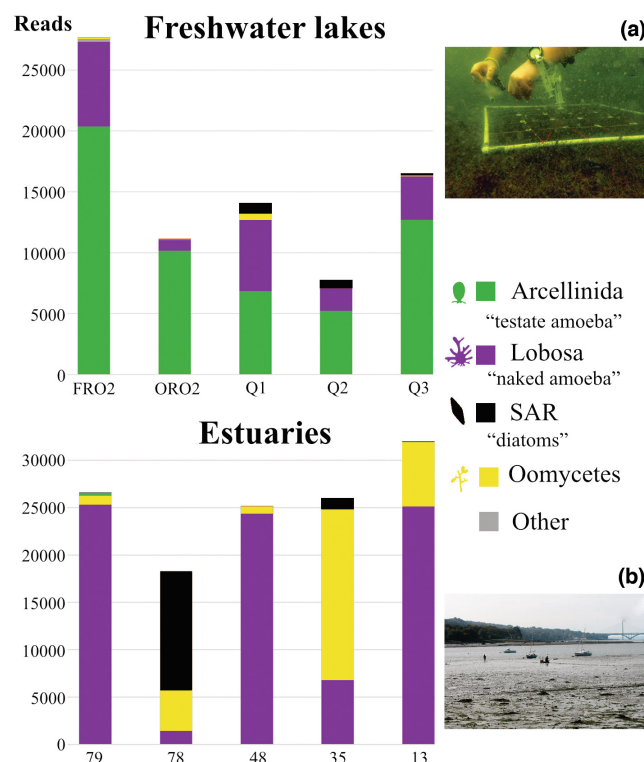 Reads
Freshwater lakes
(a)
25000
20000
15000
10000
5000
0
FRO2 ORO2 Q1 Q2 Q3
Arcellinida
“testate amoeba”
Lobosa
“naked amoeba”
SAR
“diatoms”
Oomycetes
Other
Estuaries
30000
25000
20000
15000
10000
5000
0
79 78 48 35 13
(b)